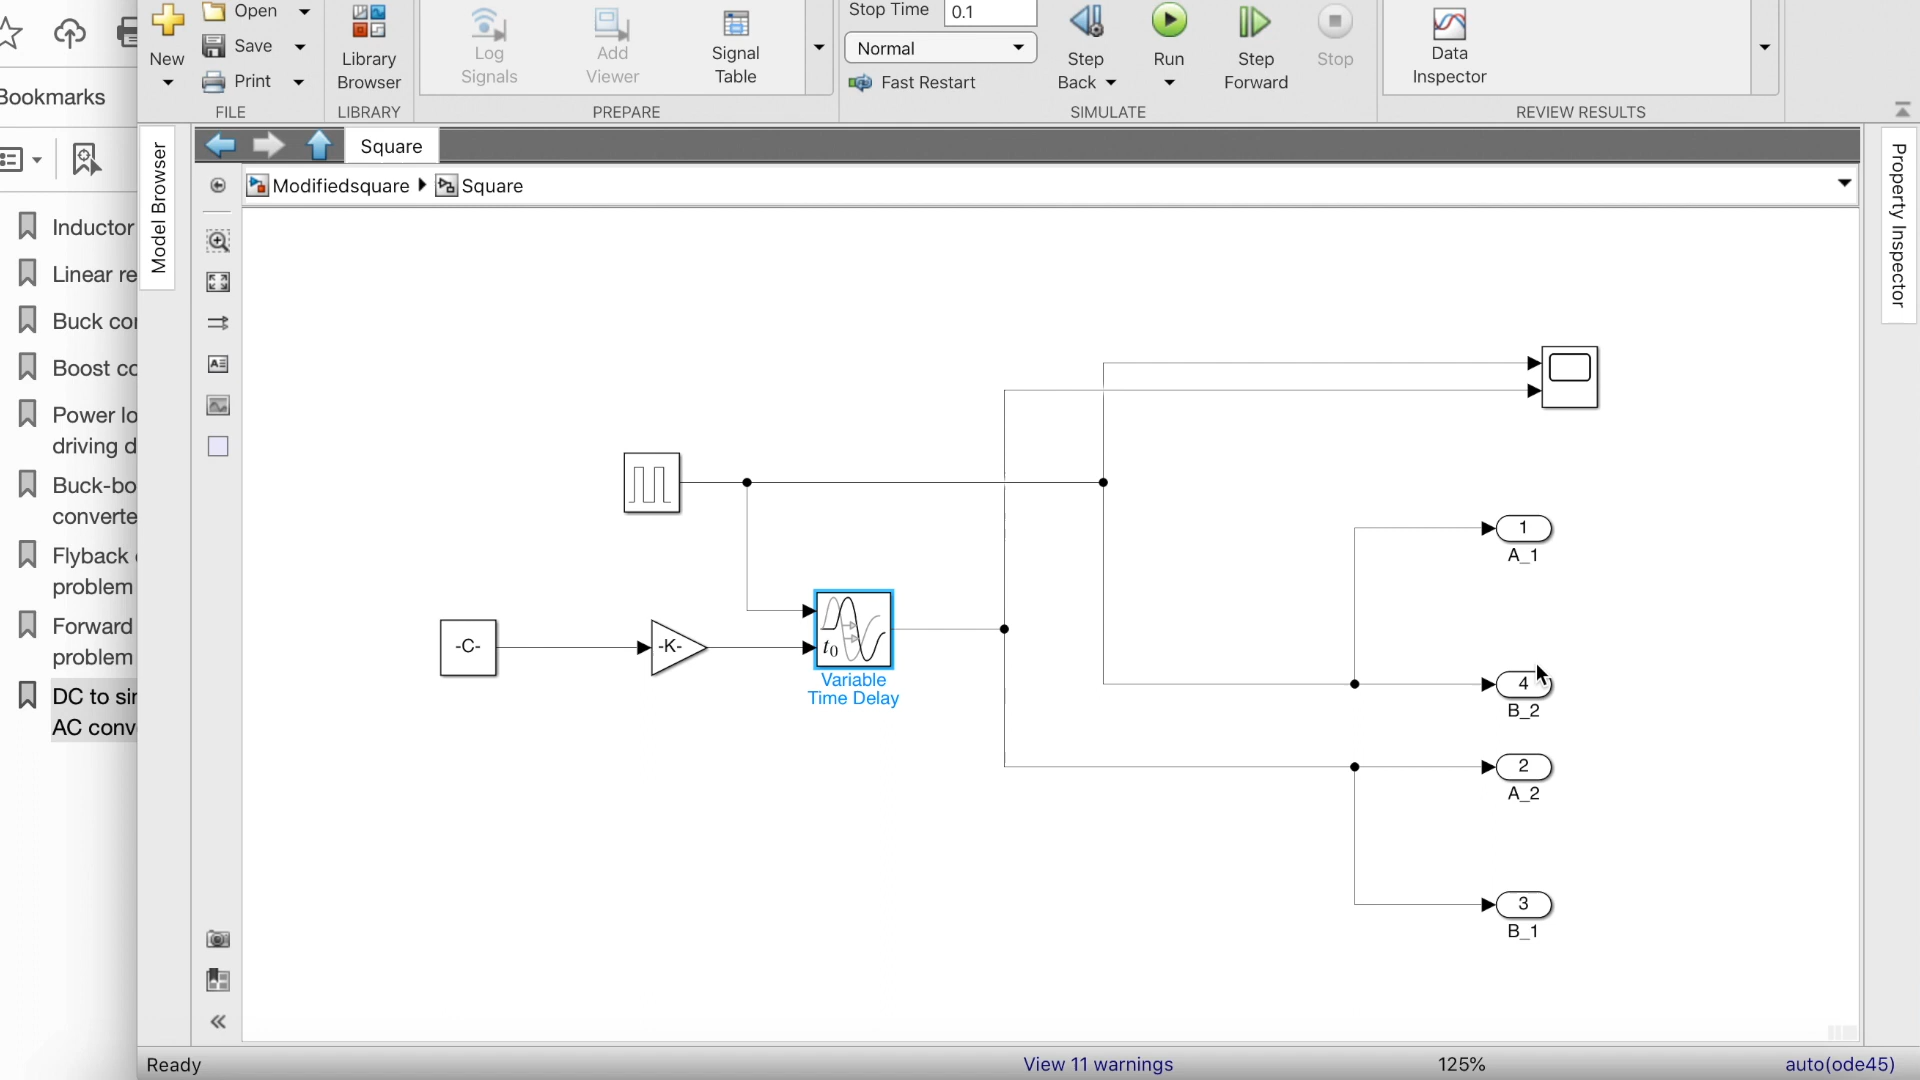 Open
Stop Time 0.1
New
Save
Print
Library
Browser
Log
Signals
Add
Viewer
Signal
Table
Normal
Fast Restart
Step
Back
Run
Step
Forward
Stop
Data
Inspector
FILE
LIBRARY
PREPARE
SIMULATE
REVIEW RESULTS
Bookmarks
Model Browser
Property Inspector
Square
Modifiedsquare
Square
Inductor
Linear re
Buck co
Boost co
Power lo
driving d
Buck-bo
converte
Flyback
problem
Forward
problem
DC to si
AC conv
-C-
-K-
t0
Variable
Time Delay
1
A_1
4
B_2
2
A_2
3
B_1
Ready
View 11 warnings
125%
auto(ode45)